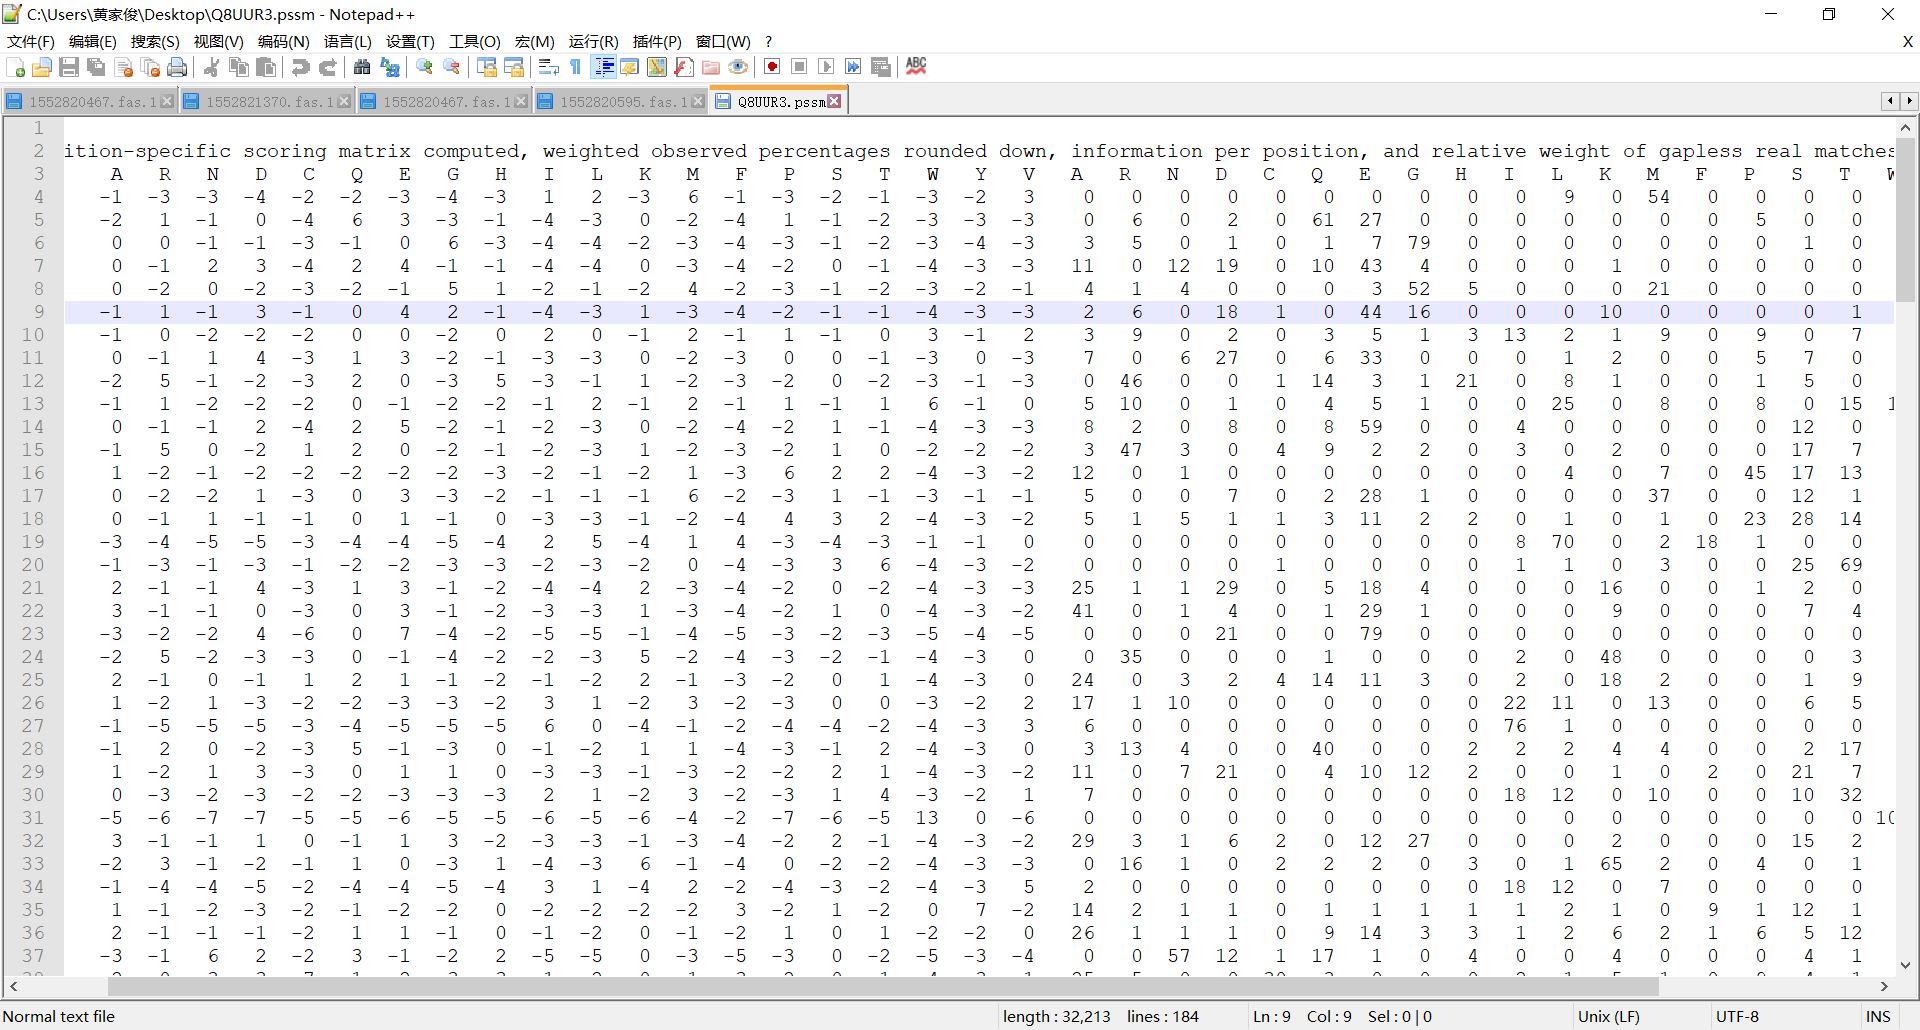 C:\Users\黄家俊\Desktop\Q8UUR3.pssm - Notepad++
文件(F) 编辑(E) 搜索(S) 视图(V) 编码(N) 语言(L) 设置(T) 工具(O) 宏(M) 运行(R) 插件(P) 窗口(W) ? X
1552820467.fas.1 1552821370.fas.1 1552820467.fas.1 1552820595.fas.1 Q8UUR3.pssm
1
2 ition-specific scoring matrix computed, weighted observed percentages rounded down, information per position, and relative weight of gapless real matches
3 A R N D C Q E G H I L K M F P S T W Y V A R N D C Q E G H I L K M F P S T W
4 -1 -3 -3 -4 -2 -2 -3 -4 -3 1 2 -3 6 -1 -3 -2 -1 -3 -2 3 0 0 0 0 0 0 0 0 0 0 9 0 54 0 0 0 0
5 -2 1 -1 0 -4 6 3 -3 -1 -4 -3 0 -2 -4 1 -1 -2 -3 -3 -3 0 6 0 2 0 61 27 0 0 0 0 0 0 0 5 0 0
6 0 0 -1 -1 -3 -1 0 6 -3 -4 -4 -2 -3 -4 -3 -1 -2 -3 -4 -3 3 5 0 1 0 1 7 79 0 0 0 0 0 0 0 1 0
7 0 -1 2 3 -4 2 4 -1 -1 -4 -4 0 -3 -4 -2 0 -1 -4 -3 -3 11 0 12 19 0 10 43 4 0 0 0 1 0 0 0 0 0
8 0 -2 0 -2 -3 -2 -1 5 1 -2 -1 -2 4 -2 -3 -1 -2 -3 -2 -1 4 1 4 0 0 0 3 52 5 0 0 0 21 0 0 0 0
9 -1 1 -1 3 -1 0 4 2 -1 -4 -3 1 -3 -4 -2 -1 -1 -4 -3 -3 2 6 0 18 1 0 44 16 0 0 0 10 0 0 0 0 1
10 -1 0 -2 -2 -2 0 0 -2 0 2 0 -1 2 -1 1 -1 0 3 -1 2 3 9 0 2 0 3 5 1 3 13 2 1 9 0 9 0 7
11 0 -1 1 4 -3 1 3 -2 -1 -3 -3 0 -2 -3 0 0 -1 -3 0 -3 7 0 6 27 0 6 33 0 0 0 1 2 0 0 5 7 0
12 -2 5 -1 -2 -3 2 0 -3 5 -3 -1 1 -2 -3 -2 0 -2 -3 -1 -3 0 46 0 0 1 14 3 1 21 0 8 1 0 0 1 5 0
13 -1 1 -2 -2 -2 0 -1 -2 -2 -1 2 -1 2 -1 1 -1 1 6 -1 0 5 10 0 1 0 4 5 1 0 0 25 0 8 0 8 0 15 1
14 0 -1 -1 2 -4 2 5 -2 -1 -2 -3 0 -2 -4 -2 1 -1 -4 -3 -3 8 2 0 8 0 8 59 0 0 4 0 0 0 0 0 12 0
15 -1 5 0 -2 1 2 0 -2 -1 -2 -3 1 -2 -3 -2 1 0 -2 -2 -2 3 47 3 0 4 9 2 2 0 3 0 2 0 0 0 17 7
16 1 -2 -1 -2 -2 -2 -2 -2 -3 -2 -1 -2 1 -3 6 2 2 -4 -3 -2 12 0 1 0 0 0 0 0 0 0 4 0 7 0 45 17 13
17 0 -2 -2 1 -3 0 3 -3 -2 -1 -1 -1 6 -2 -3 1 -1 -3 -1 -1 5 0 0 7 0 2 28 1 0 0 0 0 37 0 0 12 1
18 0 -1 1 -1 -1 0 1 -1 0 -3 -3 -1 -2 -4 4 3 2 -4 -3 -2 5 1 5 1 1 3 11 2 2 0 1 0 1 0 23 28 14
19 -3 -4 -5 -5 -3 -4 -4 -5 -4 2 5 -4 1 4 -3 -4 -3 -1 -1 0 0 0 0 0 0 0 0 0 0 8 70 0 2 18 1 0 0
20 -1 -3 -1 -3 -1 -2 -2 -3 -3 -2 -3 -2 0 -4 -3 3 6 -4 -3 -2 0 0 0 0 1 0 0 0 0 1 1 0 3 0 0 25 69
21 2 -1 -1 4 -3 1 3 -1 -2 -4 -4 2 -3 -4 -2 0 -2 -4 -3 -3 25 1 1 29 0 5 18 4 0 0 0 16 0 0 1 2 0
22 3 -1 -1 0 -3 0 3 -1 -2 -3 -3 1 -3 -4 -2 1 0 -4 -3 -2 41 0 1 4 0 1 29 1 0 0 0 9 0 0 0 7 4
23 -3 -2 -2 4 -6 0 7 -4 -2 -5 -5 -1 -4 -5 -3 -2 -3 -5 -4 -5 0 0 0 21 0 0 79 0 0 0 0 0 0 0 0 0 0
24 -2 5 -2 -3 -3 0 -1 -4 -2 -2 -3 5 -2 -4 -3 -2 -1 -4 -3 0 0 35 0 0 0 1 0 0 0 2 0 48 0 0 0 0 3
25 2 -1 0 -1 1 2 1 -1 -2 -1 -2 2 -1 -3 -2 0 1 -4 -3 0 24 0 3 2 4 14 11 3 0 2 0 18 2 0 0 1 9
26 1 -2 1 -3 -2 -2 -3 -3 -2 3 1 -2 3 -2 -3 0 0 -3 -2 2 17 1 10 0 0 0 0 0 0 22 11 0 13 0 0 6 5
27 -1 -5 -5 -5 -3 -4 -5 -5 -5 6 0 -4 -1 -2 -4 -4 -2 -4 -3 3 6 0 0 0 0 0 0 0 0 76 1 0 0 0 0 0 0
28 -1 2 0 -2 -3 5 -1 -3 0 -1 -2 1 1 -4 -3 -1 2 -4 -3 0 3 13 4 0 0 40 0 0 2 2 2 4 4 0 0 2 17
29 1 -2 1 3 -3 0 1 1 0 -3 -3 -1 -3 -2 -2 2 1 -4 -3 -2 11 0 7 21 0 4 10 12 2 0 0 1 0 2 0 21 7
30 0 -3 -2 -3 -2 -2 -3 -3 -3 2 1 -2 3 -2 -3 1 4 -3 -2 1 7 0 0 0 0 0 0 0 0 18 12 0 10 0 0 10 32
31 -5 -6 -7 -7 -5 -5 -6 -5 -5 -6 -5 -6 -4 -2 -7 -6 -5 13 0 -6 0 0 0 0 0 0 0 0 0 0 0 0 0 0 0 0 0 10
32 3 -1 -1 1 0 -1 1 3 -2 -3 -3 -1 -3 -4 -2 2 -1 -4 -3 -2 29 3 1 6 2 0 12 27 0 0 0 2 0 0 0 15 2
33 -2 3 -1 -2 -1 1 0 -3 1 -4 -3 6 -1 -4 0 -2 -2 -4 -3 -3 0 16 1 0 2 2 2 0 3 0 1 65 2 0 4 0 1
34 -1 -4 -4 -5 -2 -4 -4 -5 -4 3 1 -4 2 -2 -4 -3 -2 -4 -3 5 2 0 0 0 0 0 0 0 0 18 12 0 7 0 0 0 0
35 1 -1 -2 -3 -2 -1 -2 -2 0 -2 -2 -2 -2 3 -2 1 -2 0 7 -2 14 2 1 1 0 1 1 1 1 1 2 1 0 9 1 12 1
36 2 -1 -1 -1 -2 1 1 -1 0 -1 -2 0 -1 -2 1 0 1 -2 -2 0 26 1 1 1 0 9 14 3 3 1 2 6 2 1 6 5 12
37 -3 -1 6 2 -2 3 -1 -2 2 -5 -5 0 -3 -5 -3 0 -2 -5 -3 -4 0 0 57 12 1 17 1 0 4 0 0 4 0 0 0 4 1
Normal text file length : 32,213 lines : 184 Ln : 9 Col : 9 Sel : 0 | 0 Unix (LF) UTF-8 INS